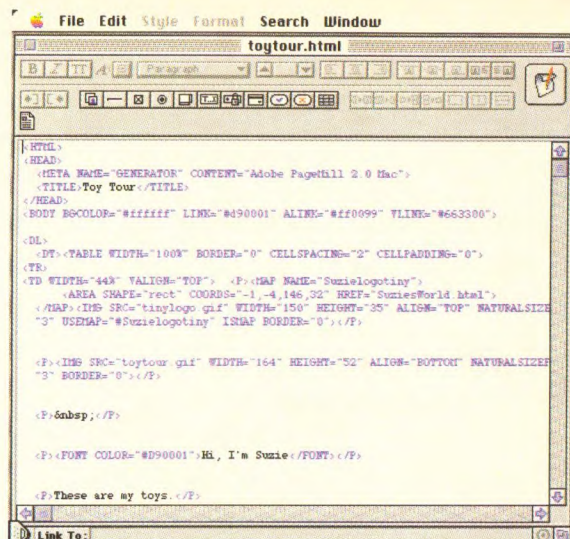 File Edit Style Format Search Window
toytour.html
B I TT A Paragraph
<HTML>
<HEAD>
<META NAME="GENERATOR" CONTENT="Adobe PageMill 2.0 Mac">
<TITLE>Toy Tour</TITLE>
</HEAD>
<BODY BGCOLOR="#ffffff" LINK="#d90001" ALINK="#ff0099" VLINK="#663300">
<DL>
<DT><TABLE WIDTH="100%" BORDER="0" CELLSPACING="2" CELLPADDING="0">
<TR>
<TD WIDTH="44%" VALIGN="TOP"> <P><MAP NAME="Suzielogotiny">
<AREA SHAPE="rect" COORDS="-1,-4,146,32" HREF="SuziesWorld.html">
</MAP><IMG SRC="tinylogo.gif" WIDTH="150" HEIGHT="35" ALIGN="TOP" NATURALSIZEF
"3" USEMAP="#Suzielogotiny" ISMAP BORDER="0"></P>
<P><IMG SRC="toytour.gif" WIDTH="164" HEIGHT="52" ALIGN="BOTTOM" NATURALSIZEF
"3" BORDER="0"></P>
<P>&nbsp;</P>
<P><FONT COLOR="#D90001">Hi, I'm Suzie</FONT></P>
<P>These are my toys.</P>
Link To: